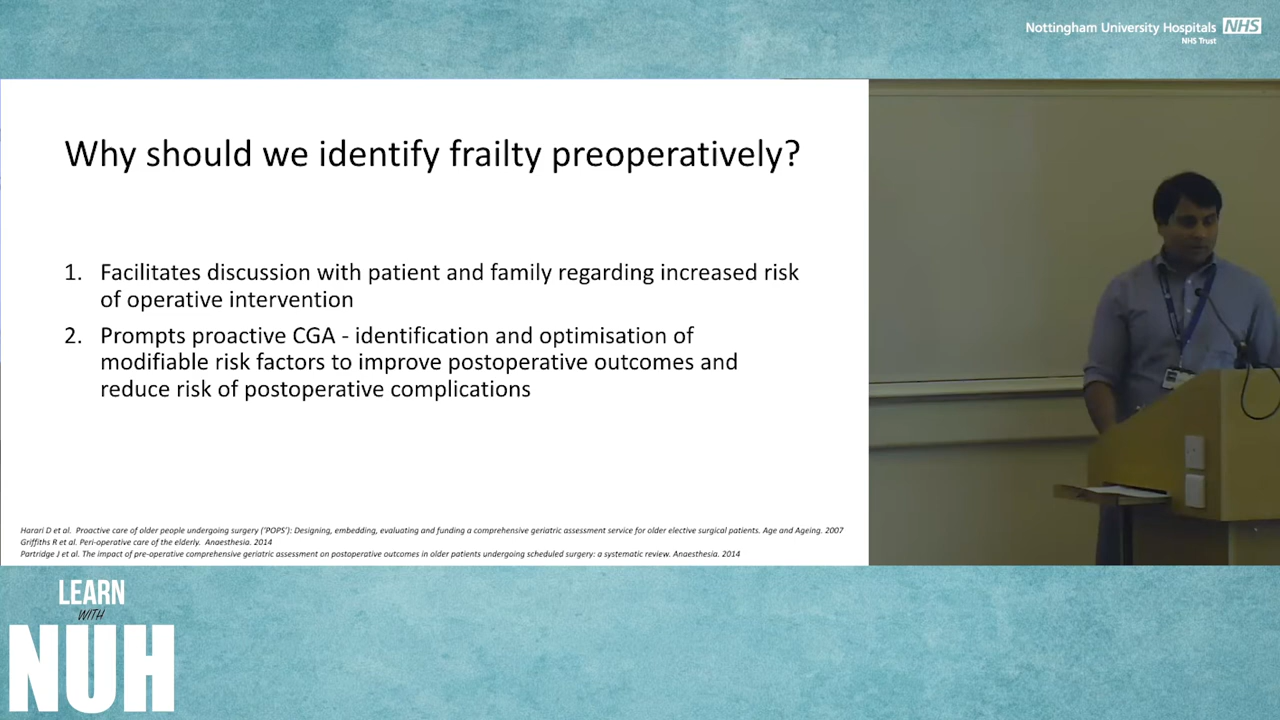 Nottingham University Hospitals NHS
NHS Trust
Why should we identify frailty preoperatively?
1. Facilitates discussion with patient and family regarding increased risk
of operative intervention
2. Prompts proactive CGA - identification and optimisation of
modifiable risk factors to improve postoperative outcomes and
reduce risk of postoperative complications
Harari D et al. Proactive care of older people undergoing surgery ('POPS'): Designing, embedding, evaluating and funding a comprehensive geriatric assessment service for older elective surgical patients. Age and Ageing. 2007
Griffiths R et al. Peri-operative care of the elderly. Anaesthesia. 2014
Partridge J et al. The impact of pre-operative comprehensive geriatric assessment on postoperative outcomes in older patients undergoing scheduled surgery: a systematic review. Anaesthesia. 2014
LEARN
WITH
NUH